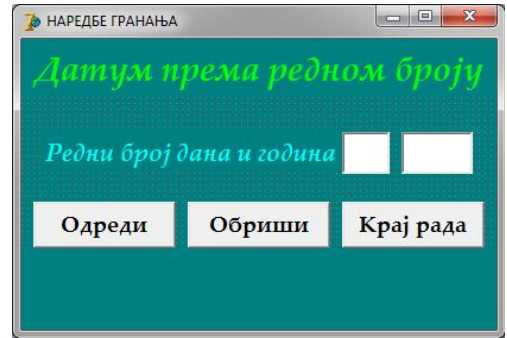 НАРЕДБЕ ГРАНАЊА
Датум према редном броју
Редни број дана и година
Одреди Обриши Крај рада